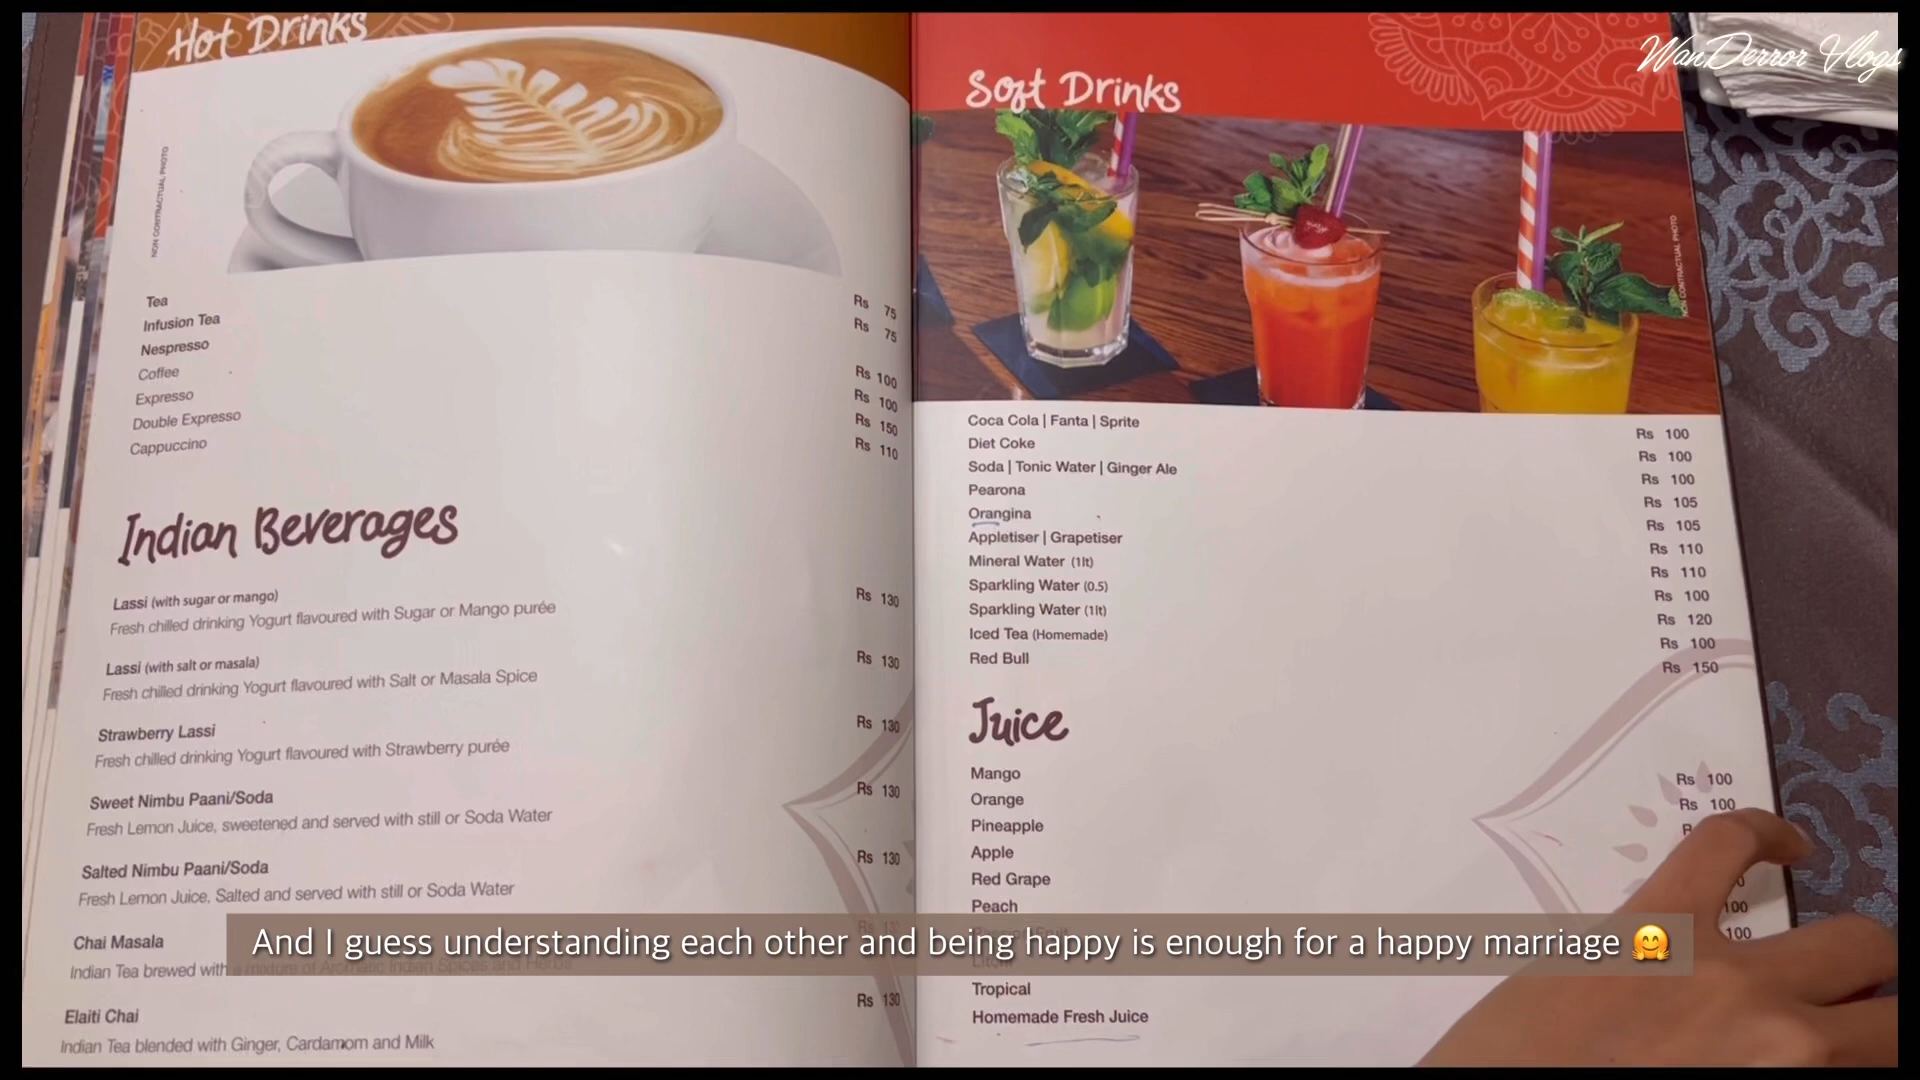 Hot Drinks
NON CONTRACTUAL PHOTO
Tea Rs 75
Infusion Tea Rs 75
Nespresso
Coffee Rs 100
Expresso Rs 100
Double Expresso Rs 150
Cappuccino Rs 110
Indian Beverages
Lassi (with sugar or mango) Rs 130
Fresh chilled drinking Yogurt flavoured with Sugar or Mango purée
Lassi (with salt or masala) Rs 130
Fresh chilled drinking Yogurt flavoured with Salt or Masala Spice
Strawberry Lassi Rs 130
Fresh chilled drinking Yogurt flavoured with Strawberry purée
Sweet Nimbu Paani/Soda Rs 130
Fresh Lemon Juice, sweetened and served with still or Soda Water
Salted Nimbu Paani/Soda Rs 130
Fresh Lemon Juice, Salted and served with still or Soda Water
Chai Masala
Indian Tea brewed with a mixture of Aromatic Indian Spices and Herbs
Elaiti Chai Rs 130
Indian Tea blended with Ginger, Cardamom and Milk
WanDerror Vlogs
Soft Drinks
NON CONTRACTUAL PHOTO
Coca Cola | Fanta | Sprite Rs 100
Diet Coke Rs 100
Soda | Tonic Water | Ginger Ale Rs 100
Pearona Rs 105
Orangina Rs 105
Appletiser | Grapetiser Rs 110
Mineral Water (1lt) Rs 110
Sparkling Water (0.5) Rs 100
Sparkling Water (1lt) Rs 120
Iced Tea (Homemade) Rs 100
Red Bull Rs 150
Juice
Mango Rs 100
Orange Rs 100
Pineapple
Apple
Red Grape
Peach 100
100
Tropical
Homemade Fresh Juice
And I guess understanding each other and being happy is enough for a happy marriage 🤗